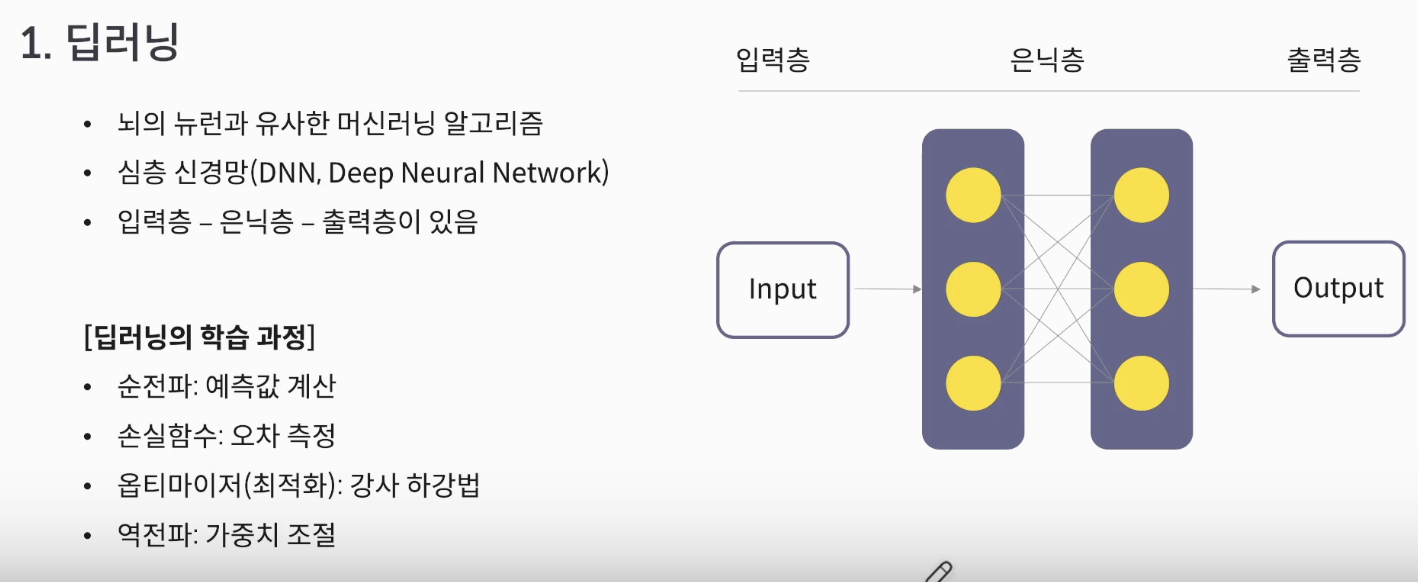 1. 딥러닝
• 뇌의 뉴런과 유사한 머신러닝 알고리즘
• 심층 신경망(DNN, Deep Neural Network)
• 입력층 – 은닉층 – 출력층이 있음
[딥러닝의 학습 과정]
• 순전파: 예측값 계산
• 손실함수: 오차 측정
• 옵티마이저(최적화): 강사 하강법
• 역전파: 가중치 조절
입력층 은닉층 출력층
Input
Output